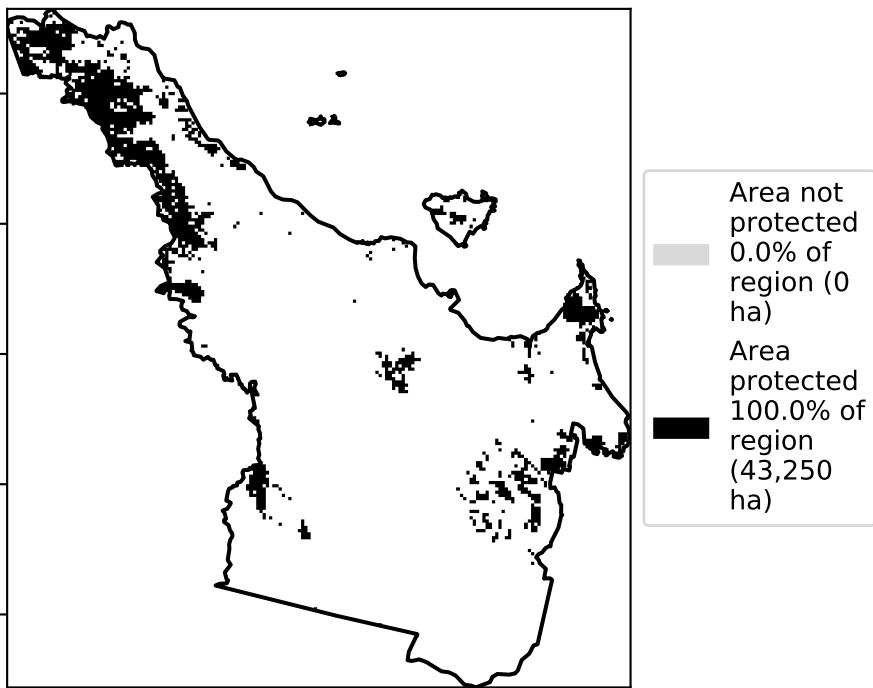 Area not
protected
0.0% of
region (0
ha)
Area
protected
100.0% of
region
(43,250
ha)